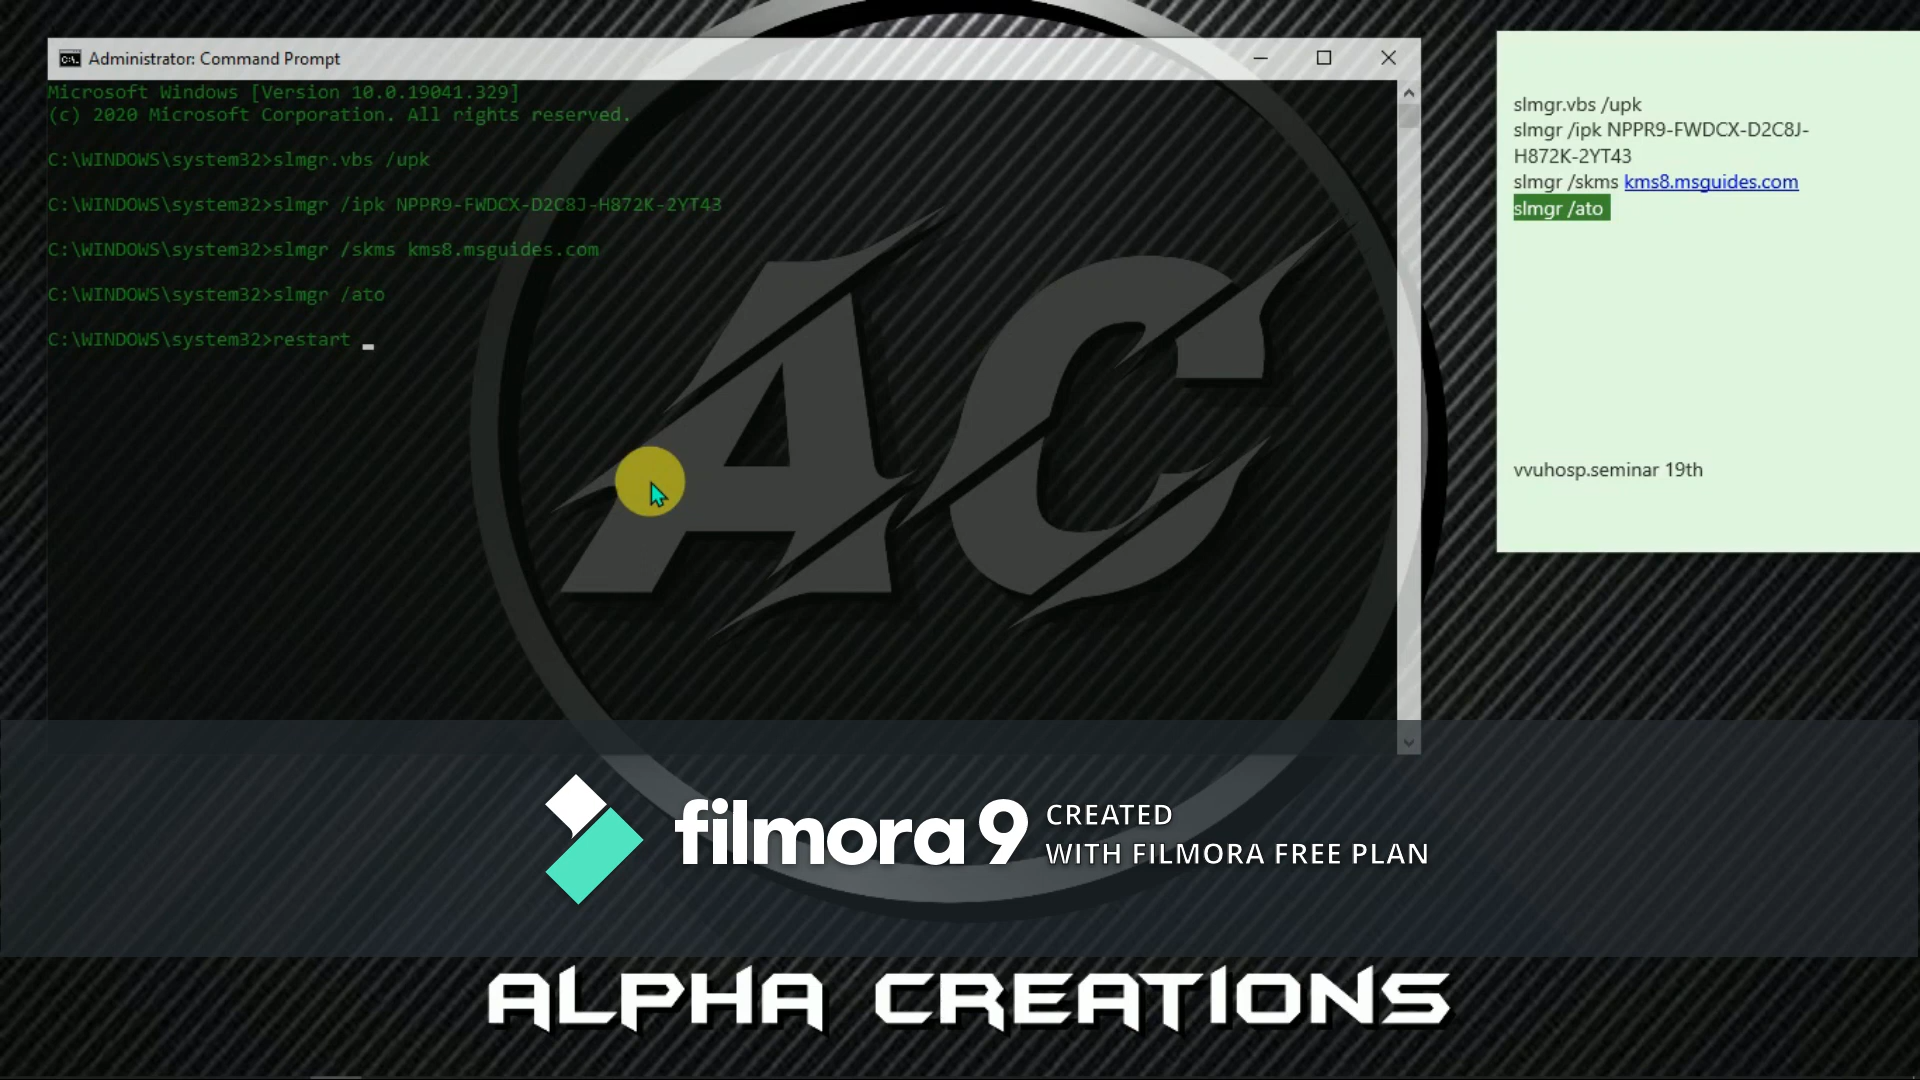 Administrator: Command Prompt
Microsoft Windows [Version 10.0.19041.329]
(c) 2020 Microsoft Corporation. All rights reserved.
C:\WINDOWS\system32>slmgr.vbs /upk
C:\WINDOWS\system32>slmgr /ipk NPPR9-FWDCX-D2C8J-H872K-2YT43
C:\WINDOWS\system32>slmgr /skms kms8.msguides.com
C:\WINDOWS\system32>slmgr /ato
C:\WINDOWS\system32>restart
slmgr.vbs /upk
slmgr /ipk NPPR9-FWDCX-D2C8J-
H872K-2YT43
slmgr /skms kms8.msguides.com
slmgr /ato
vvuhosp.seminar 19th
AC
filmora 9
CREATED
WITH FILMORA FREE PLAN
ALPHA CREATIONS